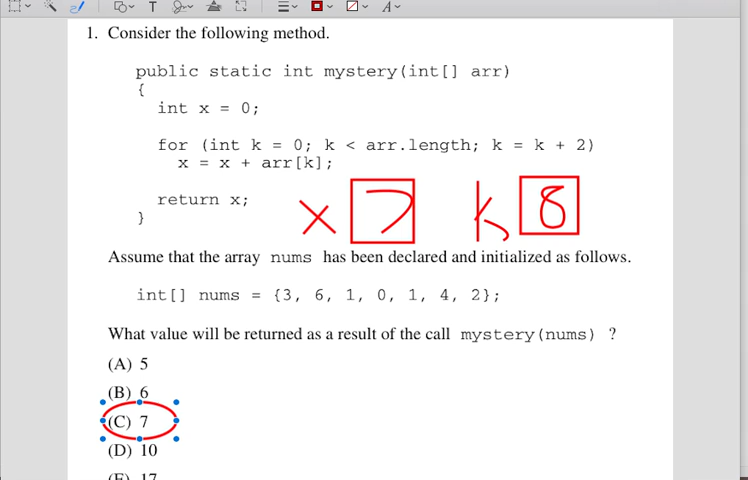 T A
1. Consider the following method.
public static int mystery(int[] arr)
{
int x = 0;
for (int k = 0; k < arr.length; k = k + 2)
x = x + arr[k];
return x;
}
x 7 k 8
Assume that the array nums has been declared and initialized as follows.
int[] nums = {3, 6, 1, 0, 1, 4, 2};
What value will be returned as a result of the call mystery(nums) ?
(A) 5
(B) 6
(C) 7
(D) 10
(E) 17